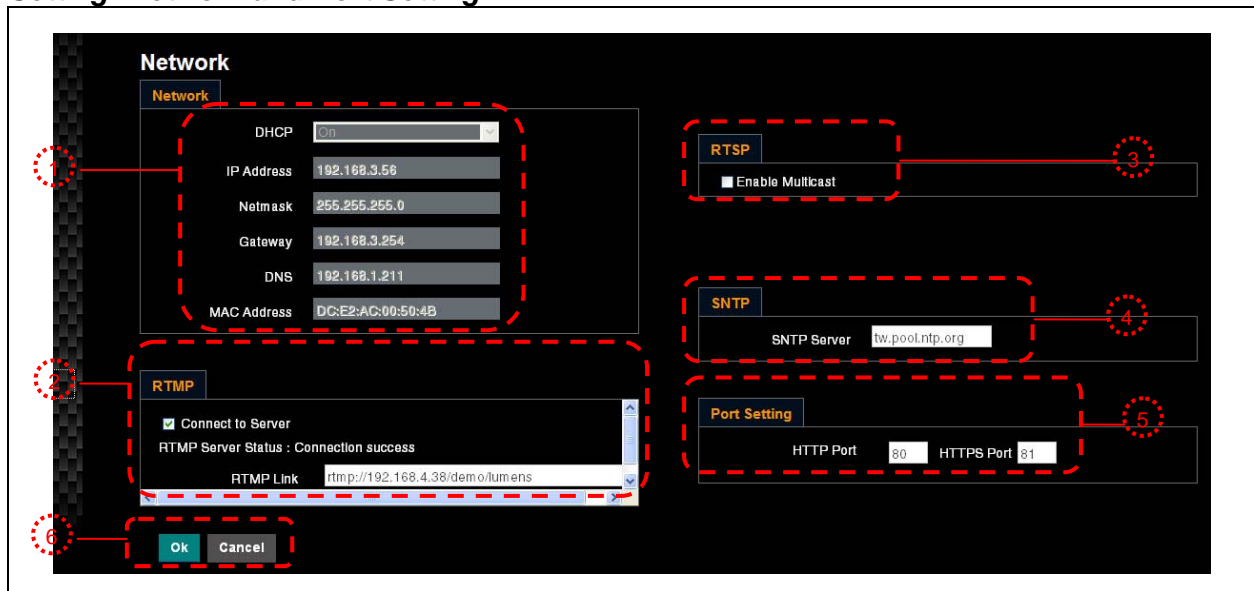 Network
Network
DHCP On
IP Address 192.168.3.56
Netmask 255.255.255.0
Gateway 192.168.3.254
DNS 192.168.1.211
MAC Address DC:E2:AC:00:50:4B
1
RTMP
Connect to Server
RTMP Server Status : Connection success
RTMP Link rtmp://192.168.4.38/demo/lumens
2
Ok Cancel
6
RTSP
Enable Multicast
3
SNTP
SNTP Server tw.pool.ntp.org
4
Port Setting
HTTP Port 80 HTTPS Port 81
5